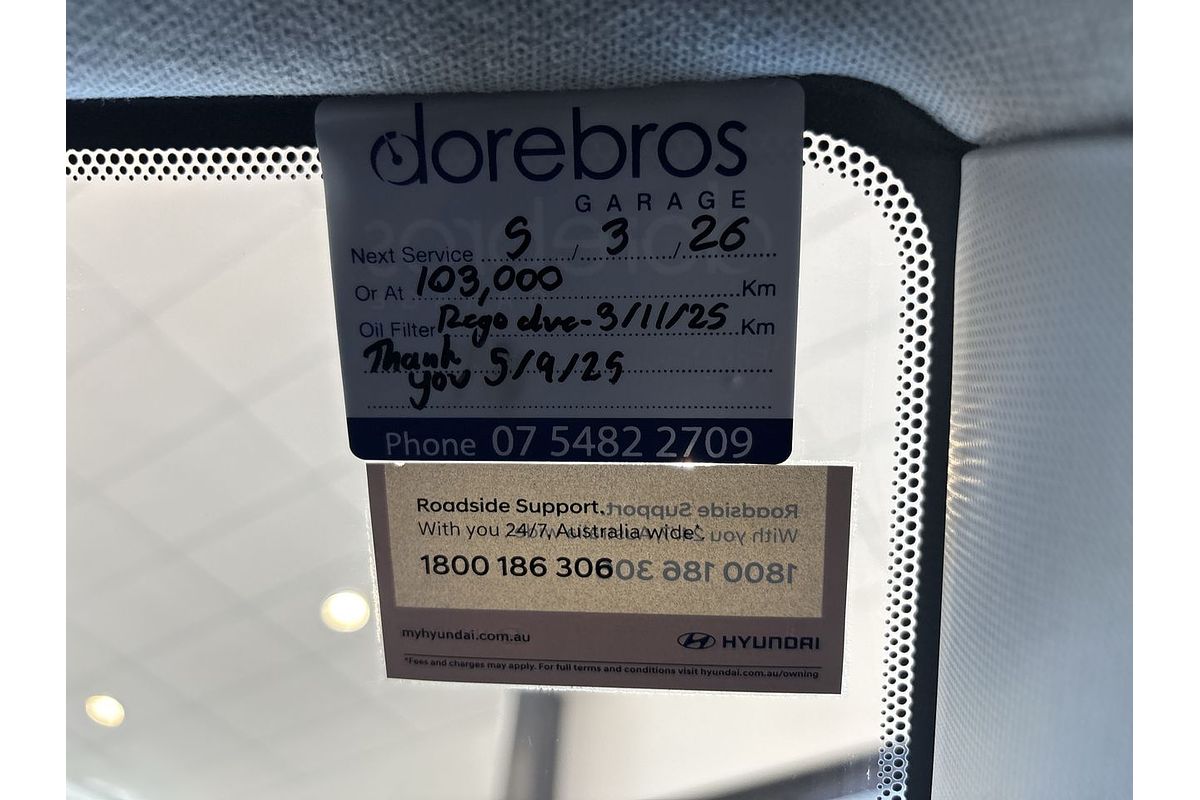 dorebros
GARAGE
Next Service 5 / 3 / 26
Or At 103,000 Km
Oil Filter Rego due - 3/11/25 Km
Thank
you 5/9/25
Phone 07 5482 2709
Roadside Support.
With you 24/7, Australia wide*.
1800 186 306
myhyundai.com.au
HYUNDAI
*Fees and charges may apply. For full terms and conditions visit hyundai.com.au/owning